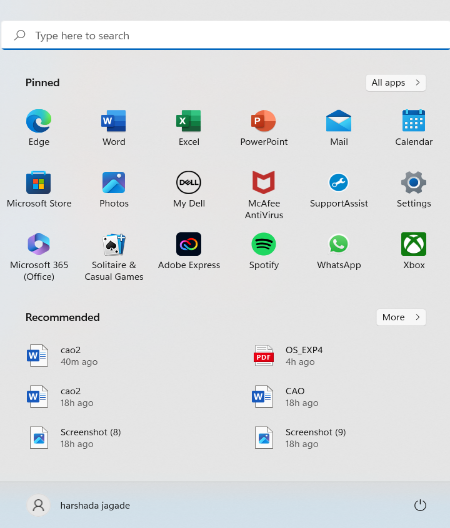 Type here to search
Pinned
All apps >
Edge
Word
Excel
PowerPoint
Mail
Calendar
Microsoft Store
Photos
DELL
My Dell
McAfee
AntiVirus
SupportAssist
Settings
Microsoft 365
(Office)
Solitaire &
Casual Games
Adobe Express
Spotify
WhatsApp
Xbox
Recommended
More >
cao2
40m ago
PDF
OS_EXP4
4h ago
cao2
18h ago
CAO
18h ago
Screenshot (8)
18h ago
Screenshot (9)
18h ago
harshada jagade